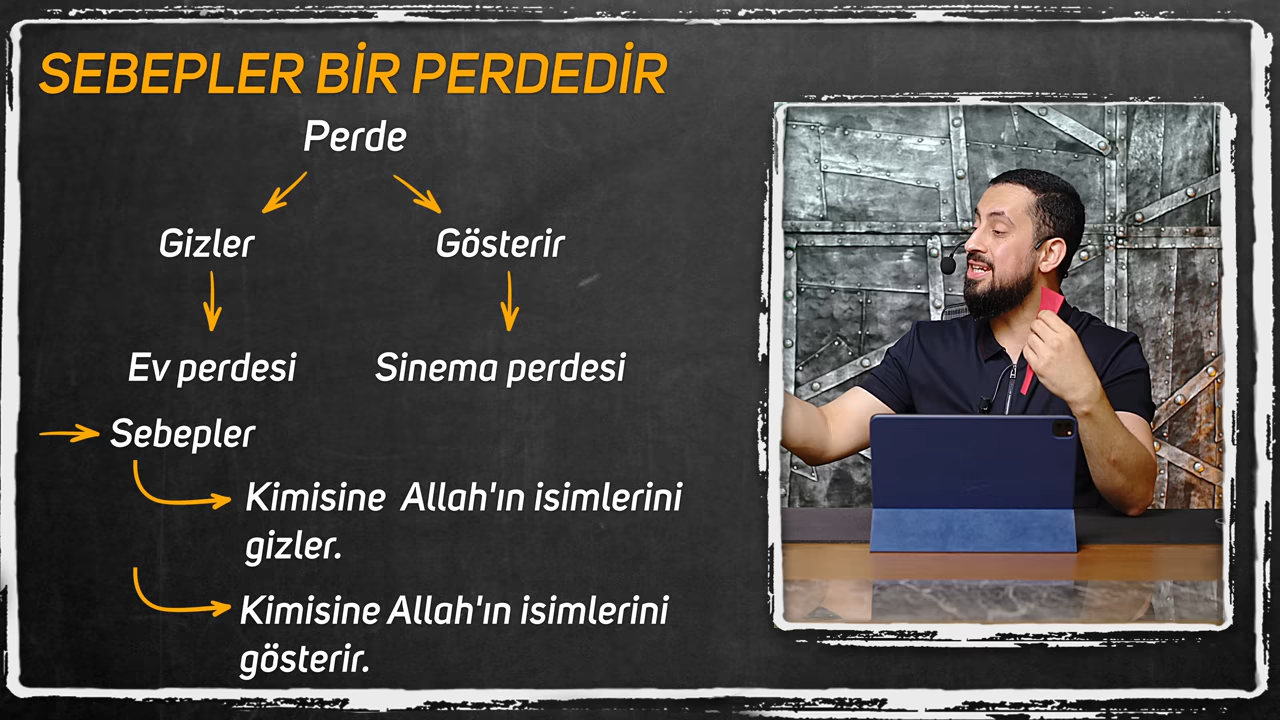 SEBEPLER BİR PERDEDİR
Perde
Gizler
Gösterir
Ev perdesi
Sinema perdesi
Sebepler
Kimisine Allah'ın isimlerini
gizler.
Kimisine Allah'ın isimlerini
gösterir.